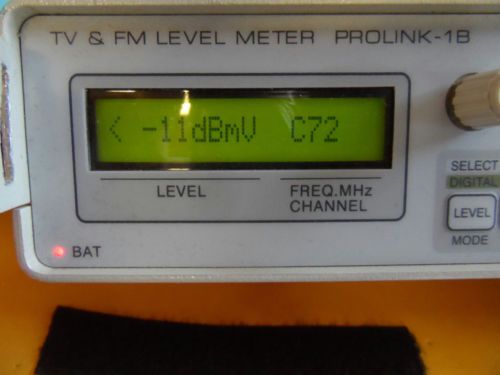 TV & FM LEVEL METER PROLINK-1B
< -11dBmV C72
LEVEL
FREQ.MHz
CHANNEL
SELECT
DIGITAL
LEVEL
MODE
BAT